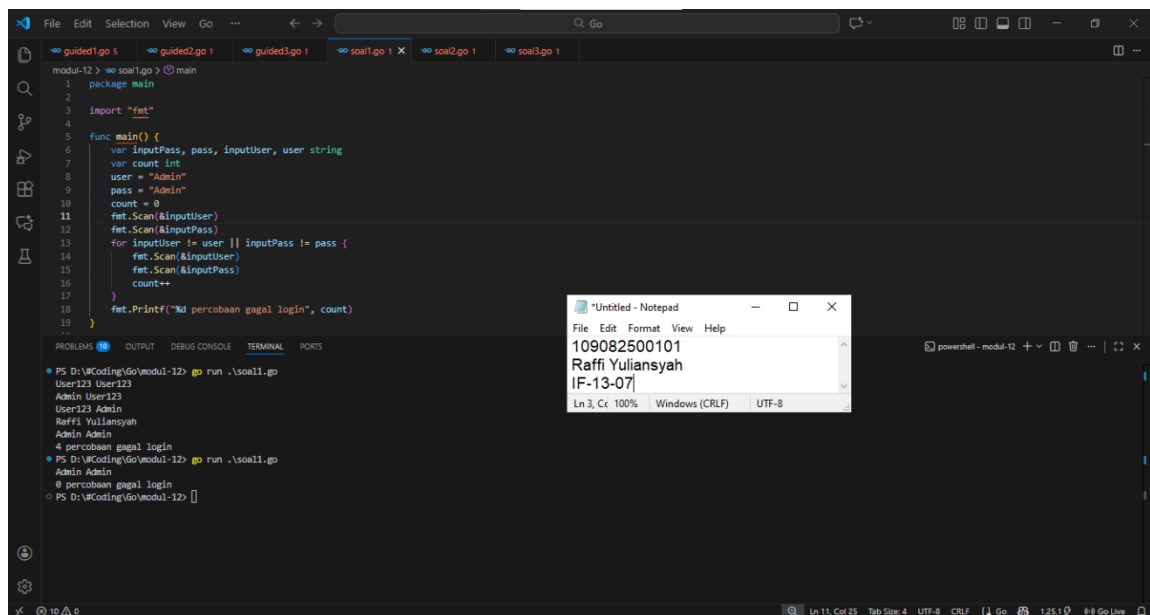 File Edit Selection View Go ··· ← → Go
guided1.go 5 guided2.go 1 guided3.go 1 soal1.go 1 soal2.go 1 soal3.go 1
modul-12 > soal1.go > main
1 package main
2
3 import "fmt"
4
5 func main() {
6 var inputPass, pass, inputUser, user string
7 var count int
8 user = "Admin"
9 pass = "Admin"
10 count = 0
11 fmt.Scan(&inputUser)
12 fmt.Scan(&inputPass)
13 for inputUser != user || inputPass != pass {
14 fmt.Scan(&inputUser)
15 fmt.Scan(&inputPass)
16 count++
17 }
18 fmt.Printf("%d percobaan gagal login", count)
19 }
*Untitled - Notepad
File Edit Format View Help
109082500101
Raffi Yuliansyah
IF-13-07
Ln 3, Cc 100% Windows (CRLF) UTF-8
PROBLEMS 10 OUTPUT DEBUG CONSOLE TERMINAL PORTS powershell - modul-12
PS D:\#Coding\Go\modul-12> go run .\soal1.go
User123 User123
Admin User123
User123 Admin
Raffi Yuliansyah
Admin Admin
4 percobaan gagal login
PS D:\#Coding\Go\modul-12> go run .\soal1.go
Admin Admin
0 percobaan gagal login
PS D:\#Coding\Go\modul-12>
10 0 Ln 11, Col 25 Tab Size: 4 UTF-8 CRLF {} Go 1.25.1 Go Live